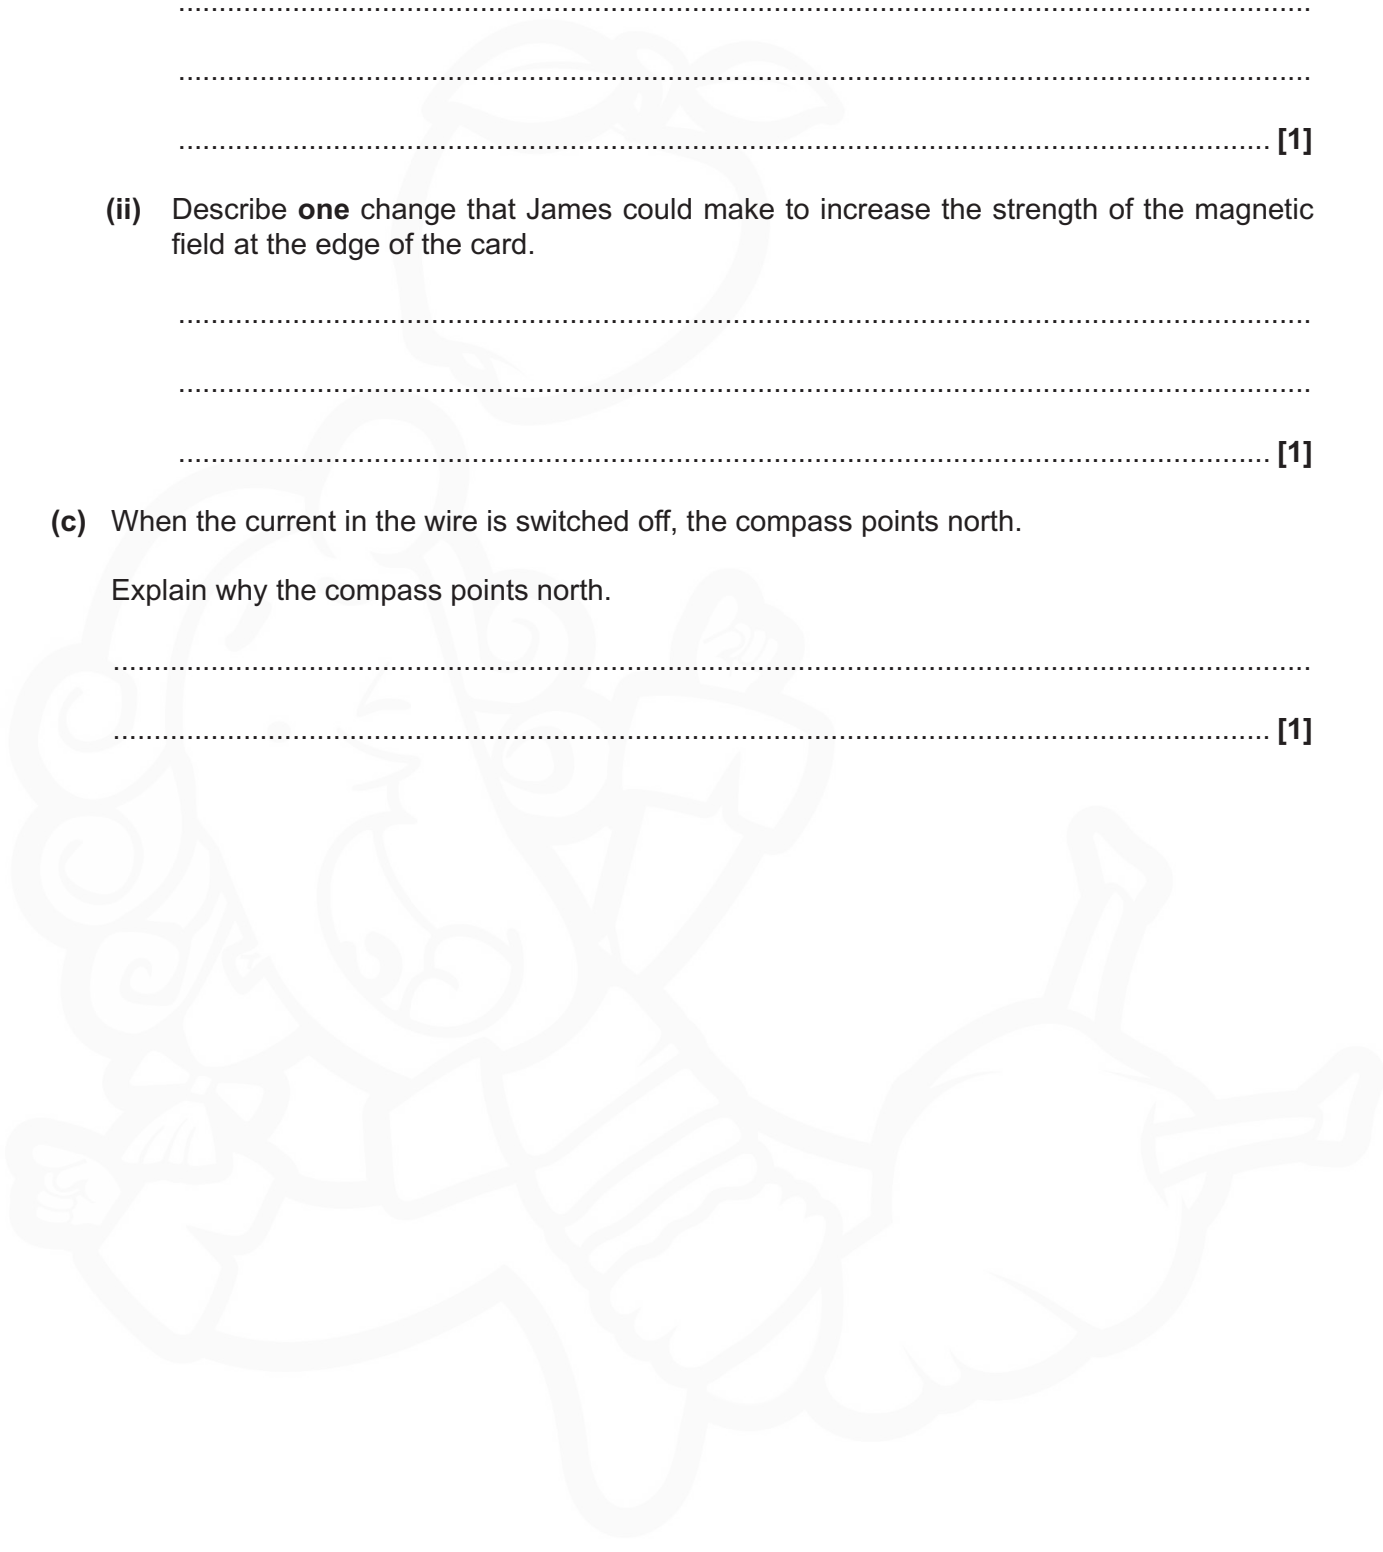 ..........................................................................................
..........................................................................................
.......................................................................................... [1]
(ii) Describe one change that James could make to increase the strength of the magnetic
field at the edge of the card.
..........................................................................................
..........................................................................................
.......................................................................................... [1]
(c) When the current in the wire is switched off, the compass points north.
Explain why the compass points north.
..........................................................................................
.......................................................................................... [1]